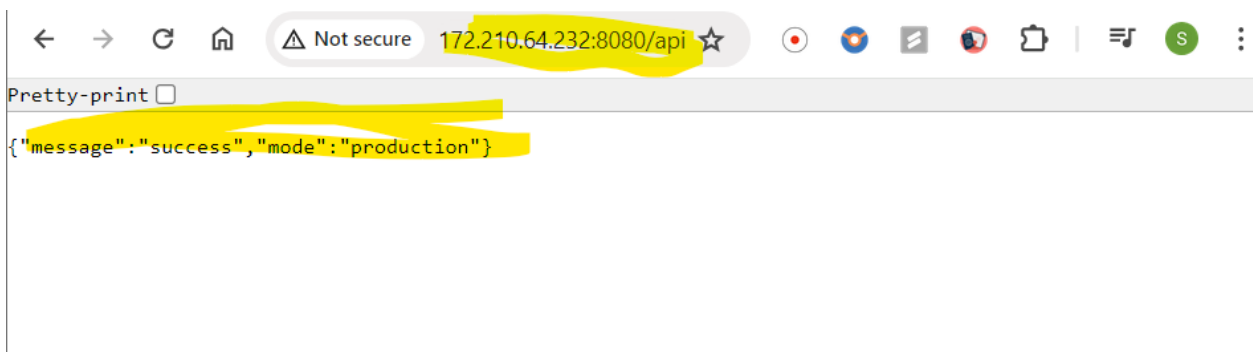 Not secure 172.210.64.232:8080/api S
Pretty-print
{"message":"success","mode":"production"}